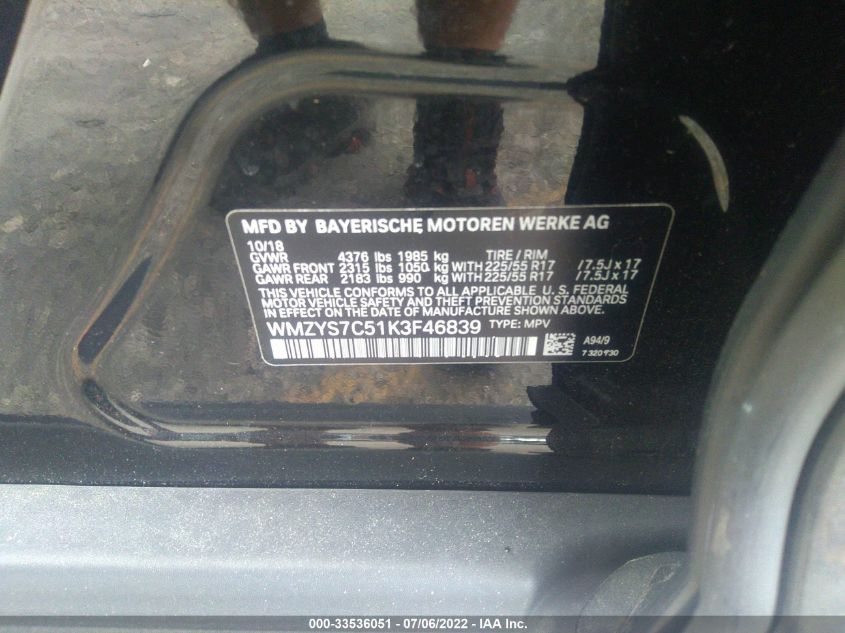 MFD BY BAYERISCHE MOTOREN WERKE AG
10/18
GVWR 4376 lbs 1985 kg TIRE / RIM
GAWR FRONT 2315 lbs 1050 kg WITH 225/55 R17 /7.5J x 17
GAWR REAR 2183 lbs 990 kg WITH 225/55 R17 /7.5J x 17
THIS VEHICLE CONFORMS TO ALL APPLICABLE U. S. FEDERAL
MOTOR VEHICLE SAFETY AND THEFT PREVENTION STANDARDS
IN EFFECT ON THE DATE OF MANUFACTURE SHOWN ABOVE.
WMZYS7C51K3F46839 TYPE: MPV
A94/9
7 320 930
000-33536051 - 07/06/2022 - IAA Inc.